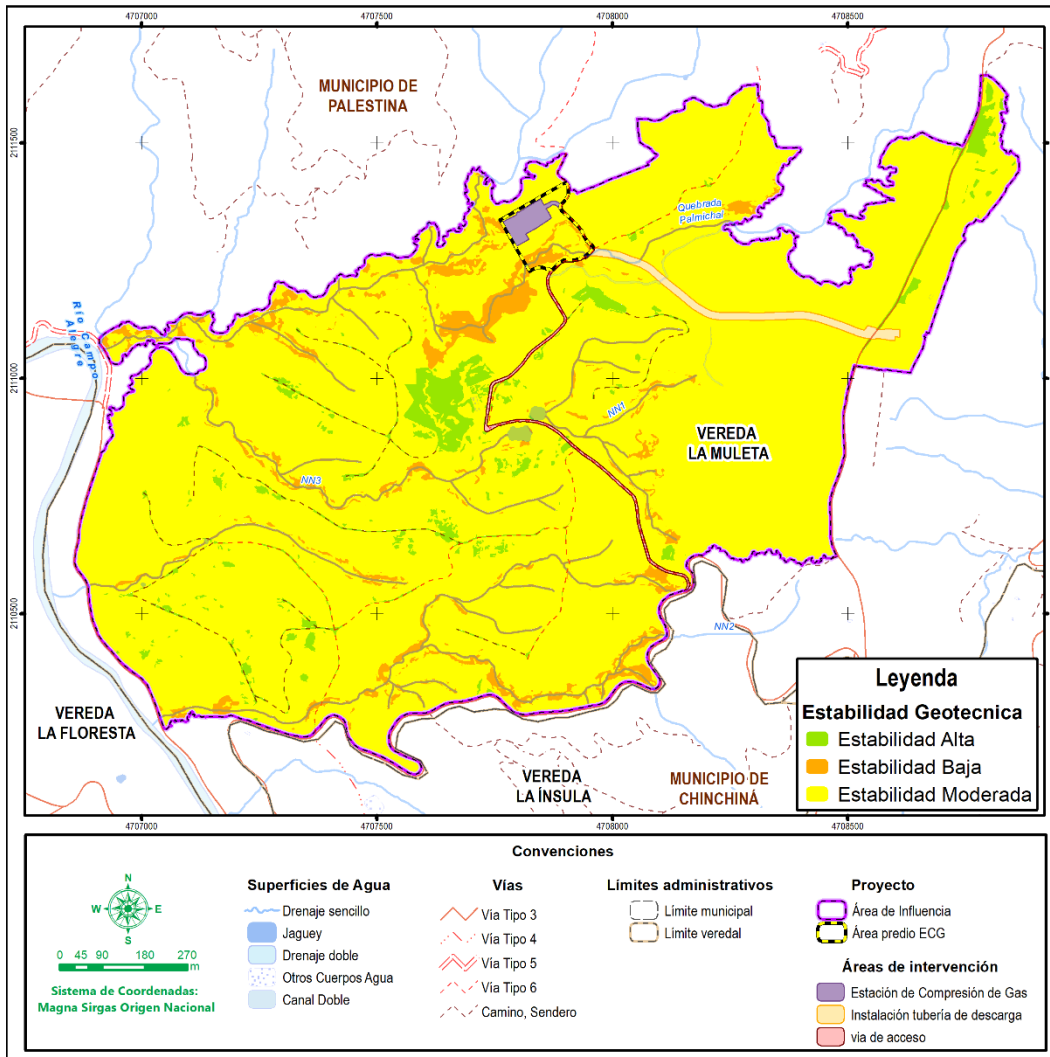 4707000 4707500 4708000 4708500
2111500
2111000
2110500
MUNICIPIO DE
PALESTINA
Quebrada
Palmichal
Río Campo
Alegre
NN1
VEREDA
LA MULETA
NN3
NN2
VEREDA
LA FLORESTA
VEREDA
LA ÍNSULA
MUNICIPIO DE
CHINCHINÁ
Leyenda
Estabilidad Geotecnica
Estabilidad Alta
Estabilidad Baja
Estabilidad Moderada
4707000 4707500 4708000 4708500
Convenciones
N
W E
S
0 45 90 180 270
m
Sistema de Coordenadas:
Magna Sirgas Origen Nacional
Superficies de Agua
Drenaje sencillo
Jaguey
Drenaje doble
Otros Cuerpos Agua
Canal Doble
Vías
Vía Tipo 3
Vía Tipo 4
Vía Tipo 5
Vía Tipo 6
Camino, Sendero
Límites administrativos
Límite municipal
Limite veredal
Proyecto
Área de Influencia
Área predio ECG
Áreas de intervención
Estación de Compresión de Gas
Instalación tubería de descarga
via de acceso